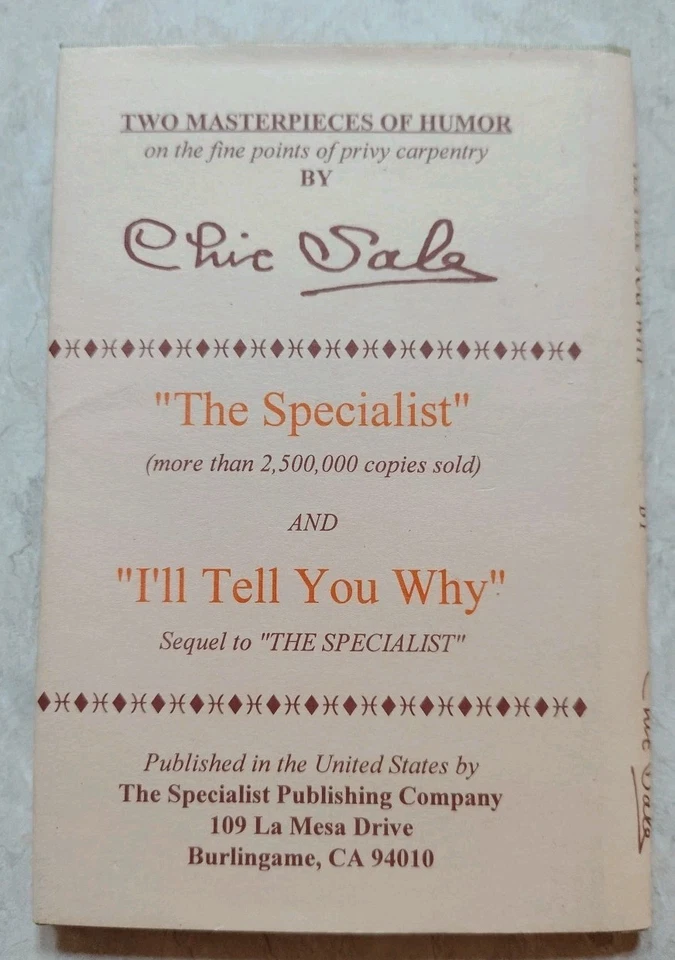 TWO MASTERPIECES OF HUMOR
on the fine points of privy carpentry
BY
Chic Sale
"The Specialist"
(more than 2,500,000 copies sold)
AND
"I'll Tell You Why"
Sequel to "THE SPECIALIST"
Published in the United States by
The Specialist Publishing Company
109 La Mesa Drive
Burlingame, CA 94010
Chic Sale